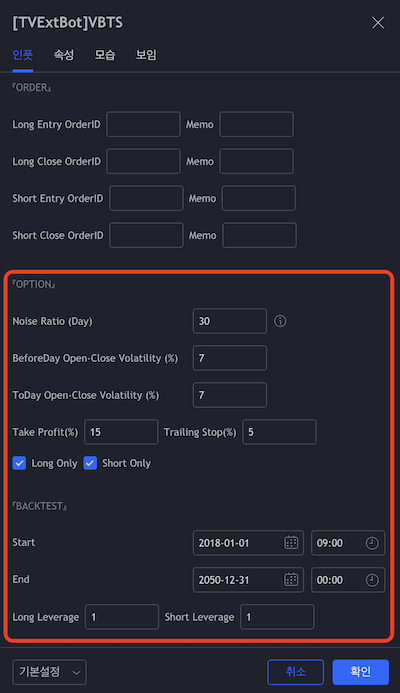 [TVExtBot]VBTS
인풋 속성 모습 보임
『ORDER』
Long Entry OrderID Memo
Long Close OrderID Memo
Short Entry OrderID Memo
Short Close OrderID Memo
『OPTION』
Noise Ratio (Day) 30
BeforeDay Open-Close Volatility (%) 7
ToDay Open-Close Volatility (%) 7
Take Profit(%) 15 Trailing Stop(%) 5
Long Only Short Only
『BACKTEST』
Start 2018-01-01 09:00
End 2050-12-31 00:00
Long Leverage 1 Short Leverage 1
기본설정 취소 확인